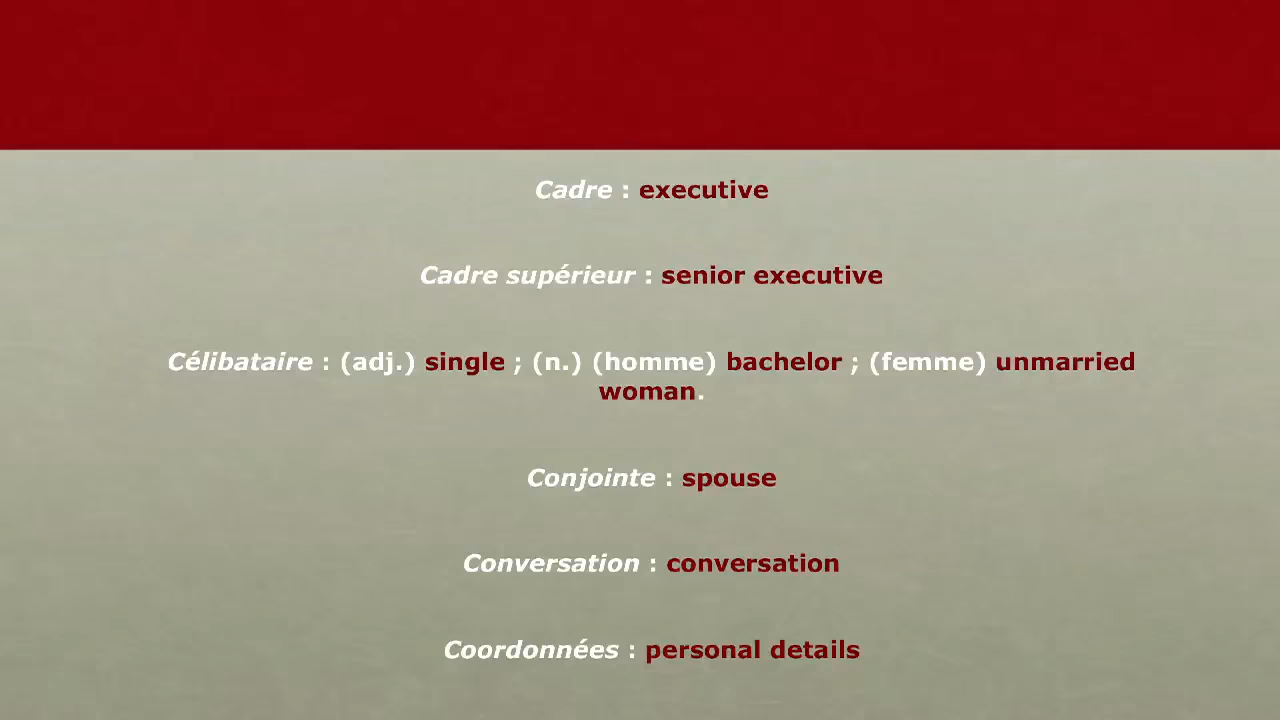 Cadre : executive
Cadre supérieur : senior executive
Célibataire : (adj.) single ; (n.) (homme) bachelor ; (femme) unmarried
woman.
Conjointe : spouse
Conversation : conversation
Coordonnées : personal details